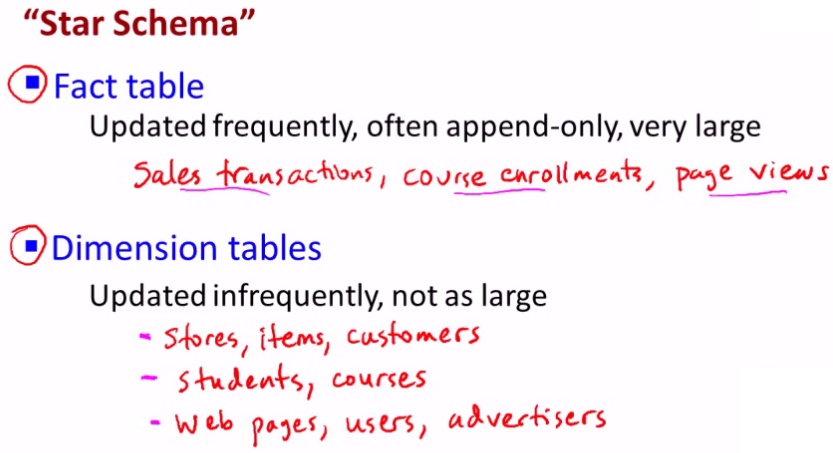 “Star Schema”
Fact table
Updated frequently, often append-only, very large
Sales transactions, course enrollments, page views
Dimension tables
Updated infrequently, not as large
- Stores, items, customers
- students, courses
- Web pages, users, advertisers